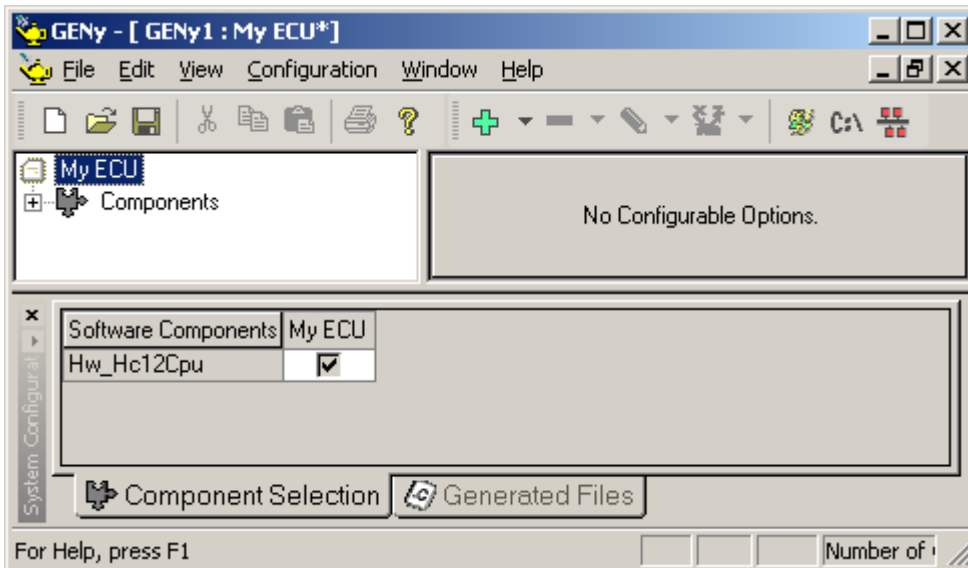 GENy - [ GENy1 : My ECU*]
File Edit View Configuration Window Help
C:\
My ECU
Components
No Configurable Options.
Software Components My ECU
Hw_Hc12Cpu
System Configurat
Component Selection Generated Files
For Help, press F1
Number of